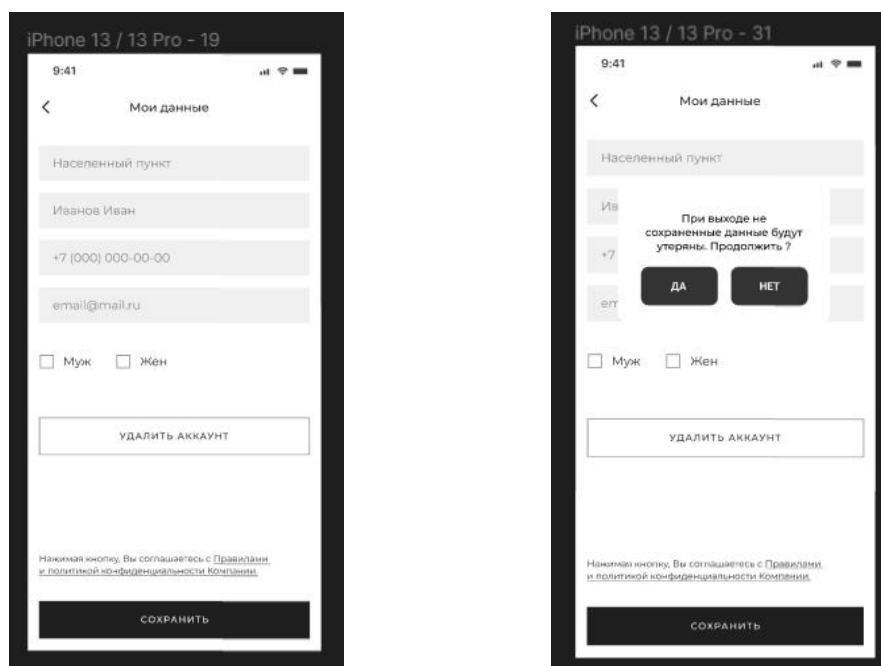 iPhone 13 / 13 Pro - 19
9:41
Мои данные
Населенный пункт
Иванов Иван
+7 (000) 000-00-00
email@mail.ru
Муж Жен
УДАЛИТЬ АККАУНТ
Нажимая кнопку, Вы соглашаетесь с Правилами
и политикой конфиденциальности Компании.
СОХРАНИТЬ
iPhone 13 / 13 Pro - 31
9:41
Мои данные
Населенный пункт
Ив
При выходе не
сохраненные данные будут
утеряны. Продолжить ?
+7
ДА НЕТ
em
Муж Жен
УДАЛИТЬ АККАУНТ
Нажимая кнопку, Вы соглашаетесь с Правилами
и политикой конфиденциальности Компании.
СОХРАНИТЬ